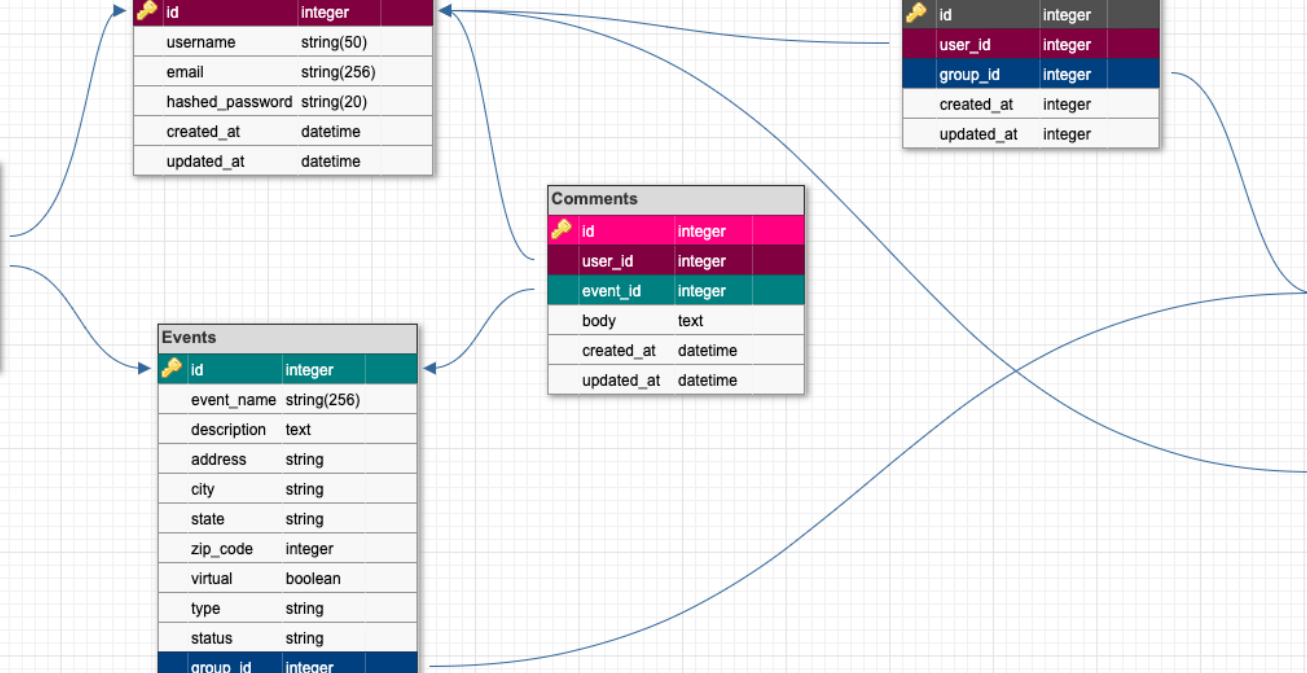 id integer
username string(50)
email string(256)
hashed_password string(20)
created_at datetime
updated_at datetime
id integer
user_id integer
group_id integer
created_at integer
updated_at integer
Comments
id integer
user_id integer
event_id integer
body text
created_at datetime
updated_at datetime
Events
id integer
event_name string(256)
description text
address string
city string
state string
zip_code integer
virtual boolean
type string
status string
group_id integer